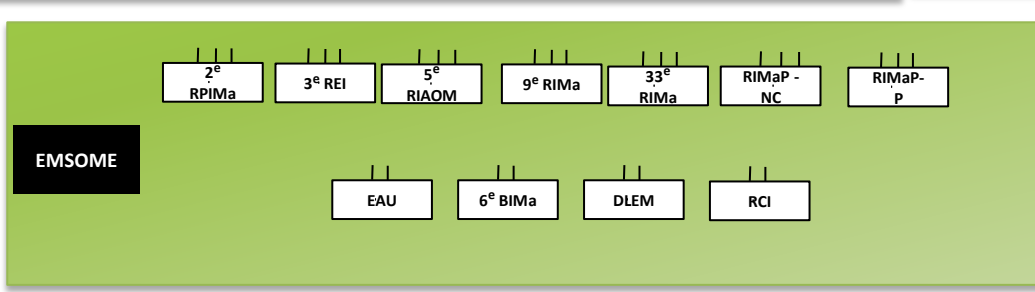 2e
RPIMa
3e REI
5e
RIAOM
9e RIMa
33e
RIMa
RIMaP -
NC
RIMaP-
P
EMSOME
EAU
6e BIMa
DLEM
RCI